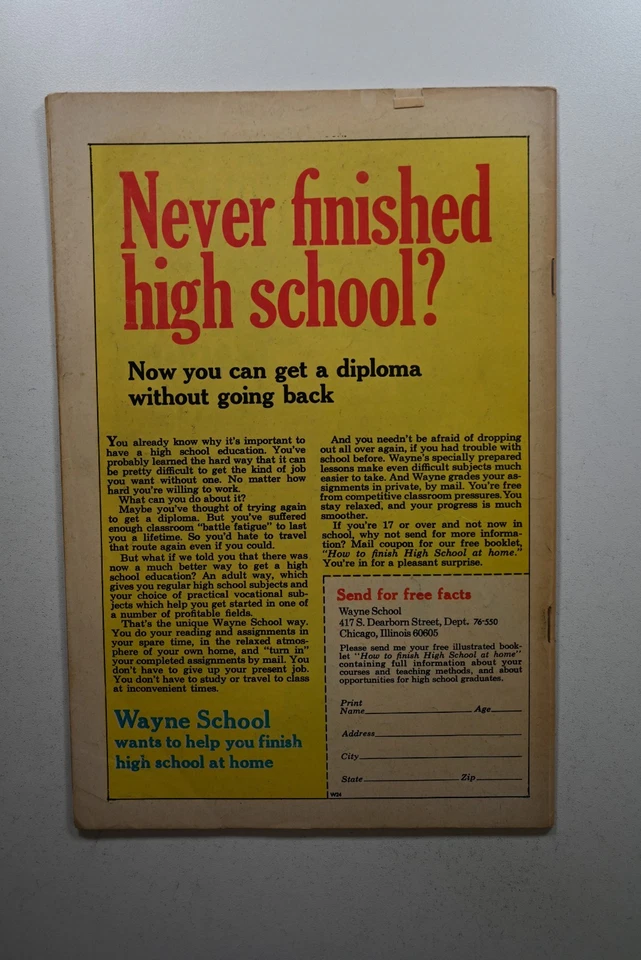 Never finished
high school?
Now you can get a diploma
without going back
You already know why it's important to
have a high school education. You've
probably learned the hard way that it can
be pretty difficult to get the kind of job
you want without one. No matter how
hard you're willing to work.
What can you do about it?
Maybe you've thought of trying again
to get a diploma. But you've suffered
enough classroom "battle fatigue" to last
you a lifetime. So you'd hate to travel
that route again even if you could.
But what if we told you that there was
now a much better way to get a high
school education? An adult way, which
gives you regular high school subjects and
your choice of practical vocational sub-
jects which help you get started in one of
a number of profitable fields.
That's the unique Wayne School way.
You do your reading and assignments in
your spare time, in the relaxed atmos-
phere of your own home, and "turn in"
your completed assignments by mail. You
don't have to give up your present job.
You don't have to study or travel to class
at inconvenient times.
Wayne School
wants to help you finish
high school at home
And you needn't be afraid of dropping
out all over again, if you had trouble with
school before. Wayne's specially prepared
lessons make even difficult subjects much
easier to take. And Wayne grades your as-
signments in private, by mail. You're free
from competitive classroom pressures. You
stay relaxed, and your progress is much
smoother.
If you're 17 or over and not now in
school, why not send for more informa-
tion? Mail coupon for our free booklet,
"How to finish High School at home."
You're in for a pleasant surprise.
Send for free facts
Wayne School
417 S. Dearborn Street, Dept. 76-550
Chicago, Illinois 60605
Please send me your free illustrated book-
let "How to finish High School at home"
containing full information about your
courses and teaching methods, and about
opportunities for high school graduates.
Print
Name Age
Address
City
State Zip
W24